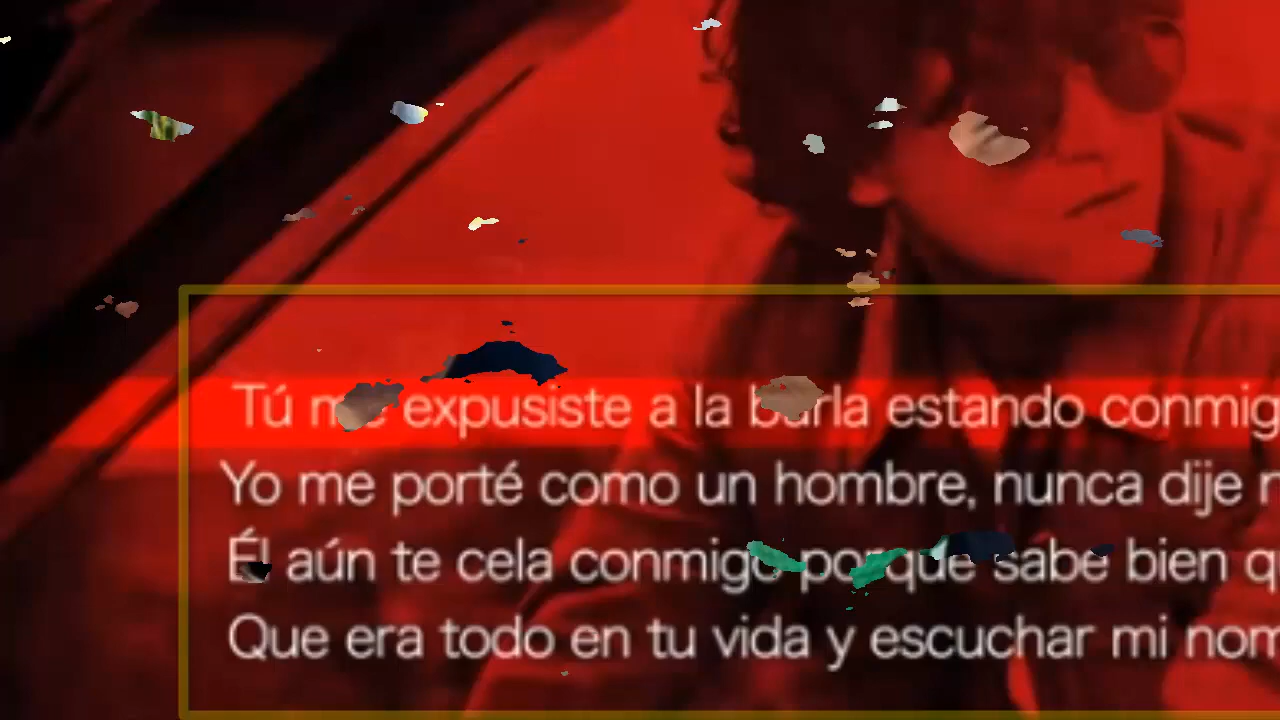 Tú me expusiste a la burla estando conmig
Yo me porté como un hombre, nunca dije
Él aún te cela conmigo porque sabe bien q
Que era todo en tu vida y escuchar mi nom